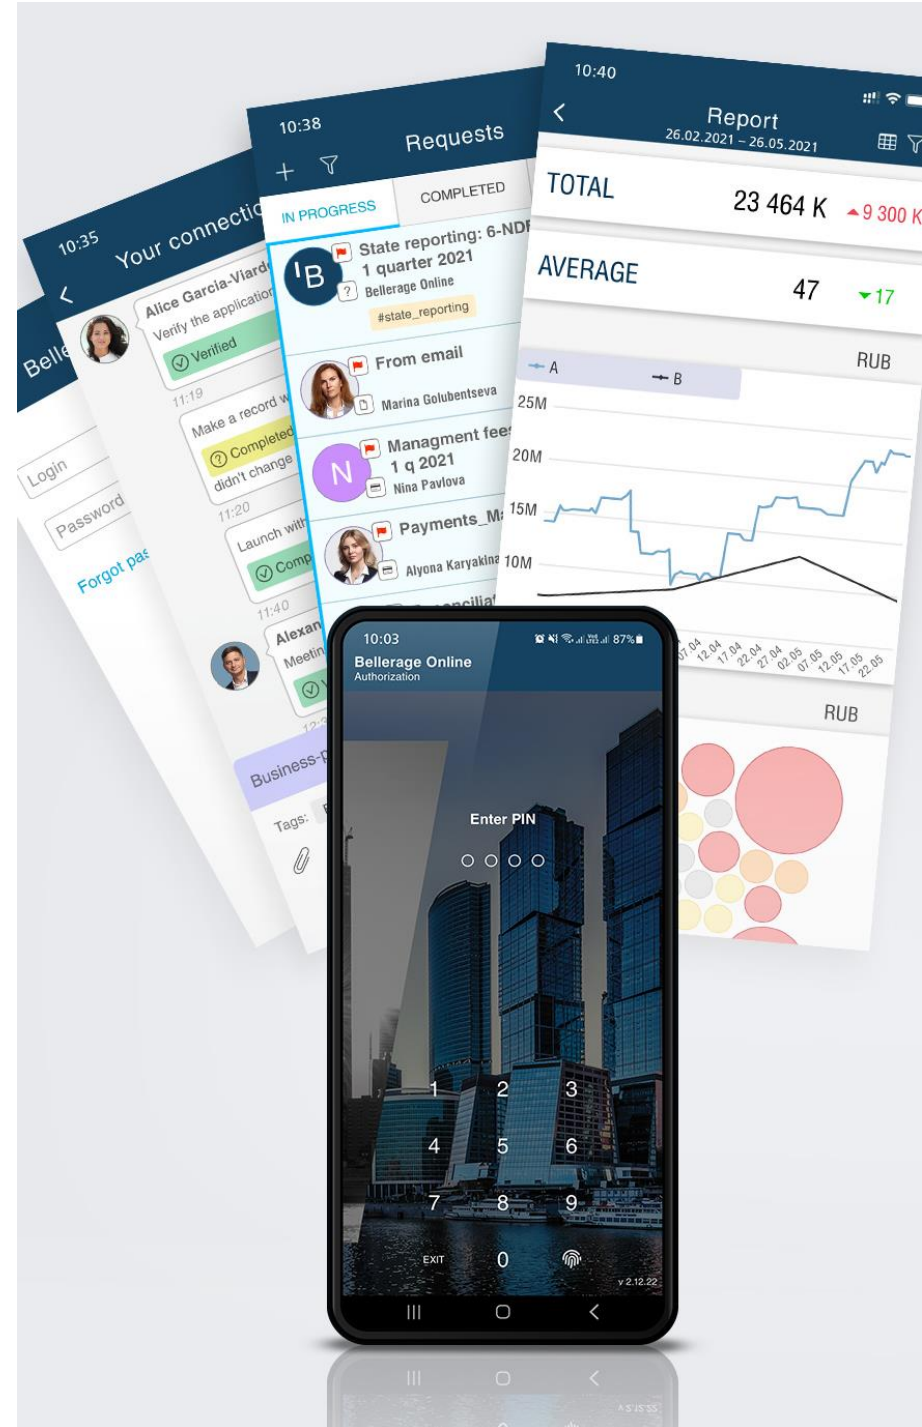 10:40
Report
26.02.2021 – 26.05.2021
TOTAL
23 464 K
9 300 K
AVERAGE
47
17
RUB
A
B
25M
20M
15M
10M
07.04
12.04
17.04
22.04
27.04
02.05
07.05
12.05
17.05
22.05
RUB
10:38
Requests
IN PROGRESS
COMPLETED
'B
?
State reporting: 6-NDF
1 quarter 2021
Bellerage Online
#state_reporting
From email
Marina Golubentseva
N
Managment fees
1 q 2021
Nina Pavlova
Payments_Ma
Alyona Karyakina
10:35
Your connectio
Alice Garcia-Viard
Verify the application
Verified
11:19
Make a record w
? Completed
didn't change
11:20
Launch with
Comp
11:40
Alexan
Meetin
Business-p
Tags:
Belle
Login
Password
Forgot pas
10:03
87%
Bellerage Online
Authorization
Enter PIN
1 2 3
4 5 6
7 8 9
EXIT 0
v 2.12.22